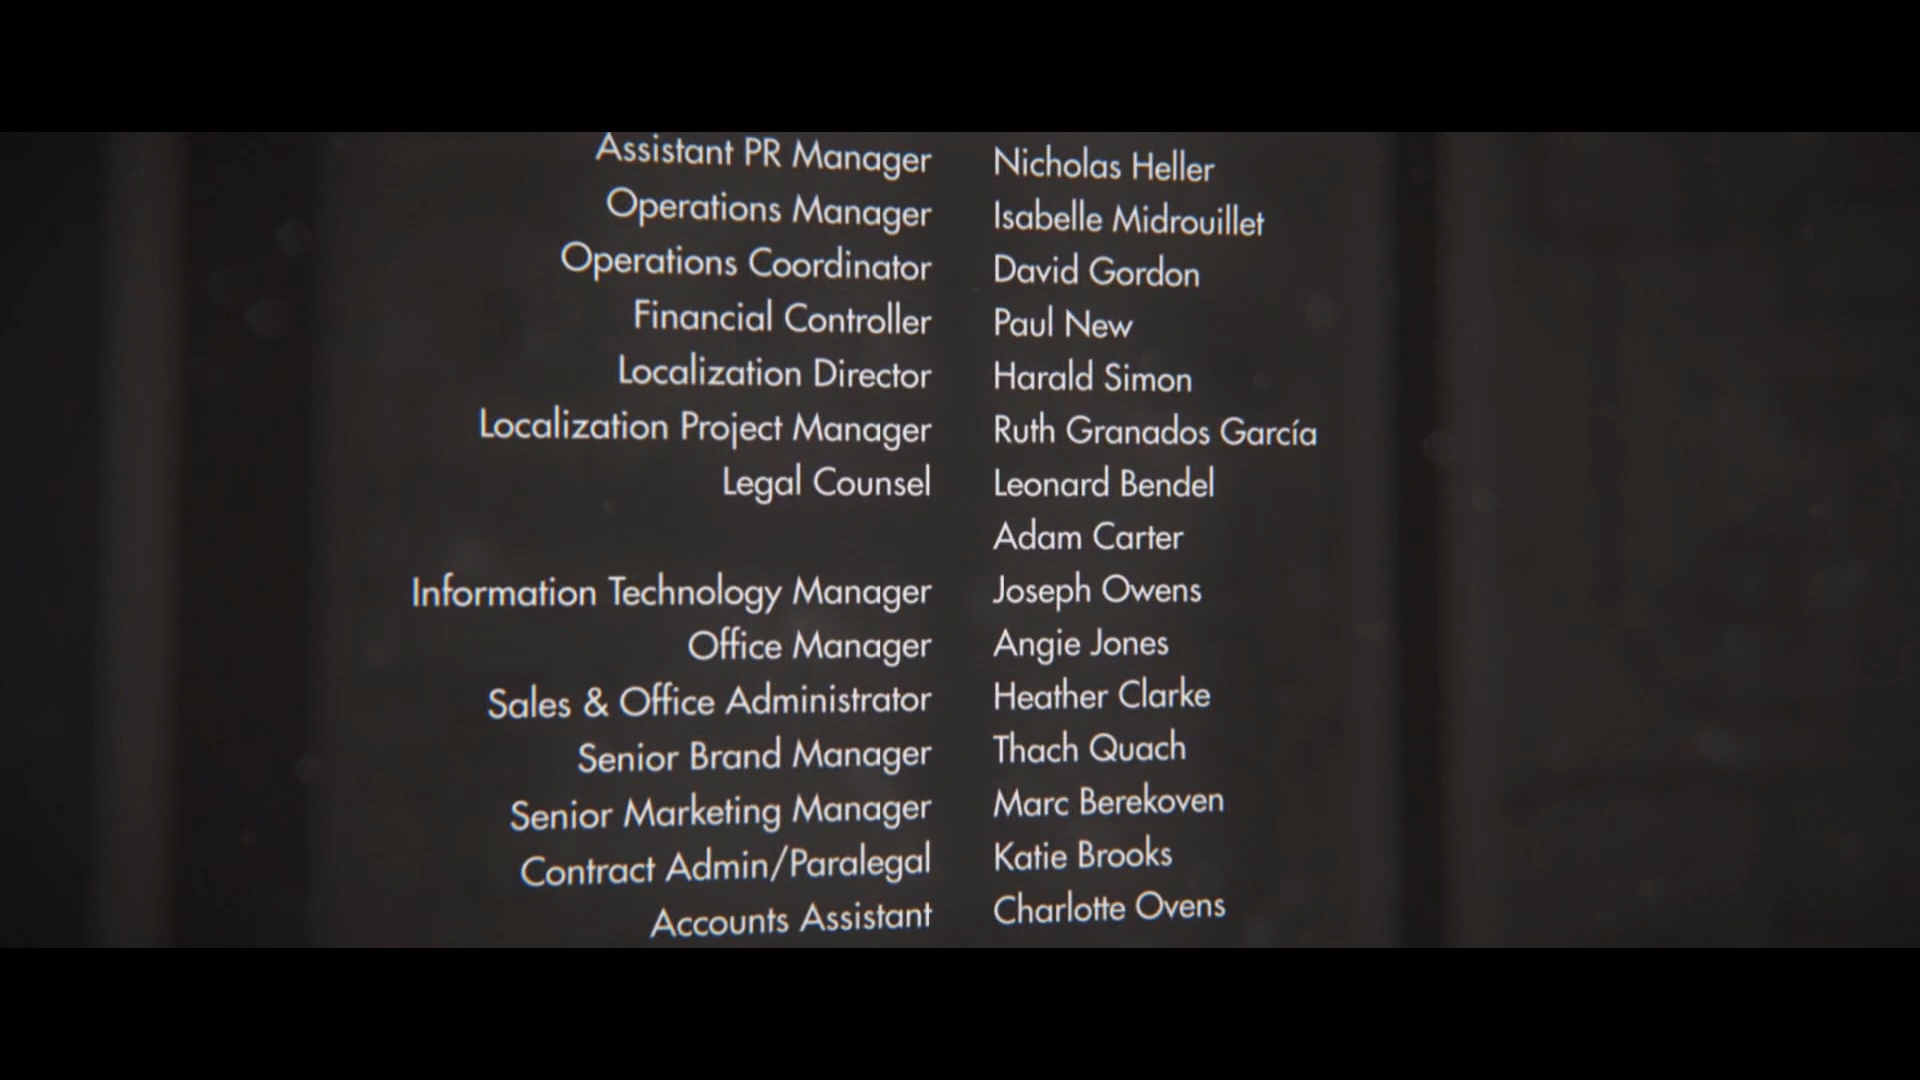 Assistant PR Manager Nicholas Heller
Operations Manager Isabelle Midrouillet
Operations Coordinator David Gordon
Financial Controller Paul New
Localization Director Harald Simon
Localization Project Manager Ruth Granados García
Legal Counsel Leonard Bendel
Adam Carter
Information Technology Manager Joseph Owens
Office Manager Angie Jones
Sales & Office Administrator Heather Clarke
Senior Brand Manager Thach Quach
Senior Marketing Manager Marc Berekoven
Contract Admin/Paralegal Katie Brooks
Accounts Assistant Charlotte Ovens